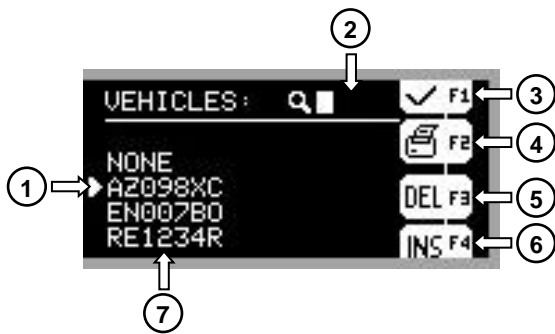 2
VEHICLES:
F1
3
F2
4
NONE
1
AZ098XC
DEL F3
5
EN007BO
RE1234R
INS F4
6
7